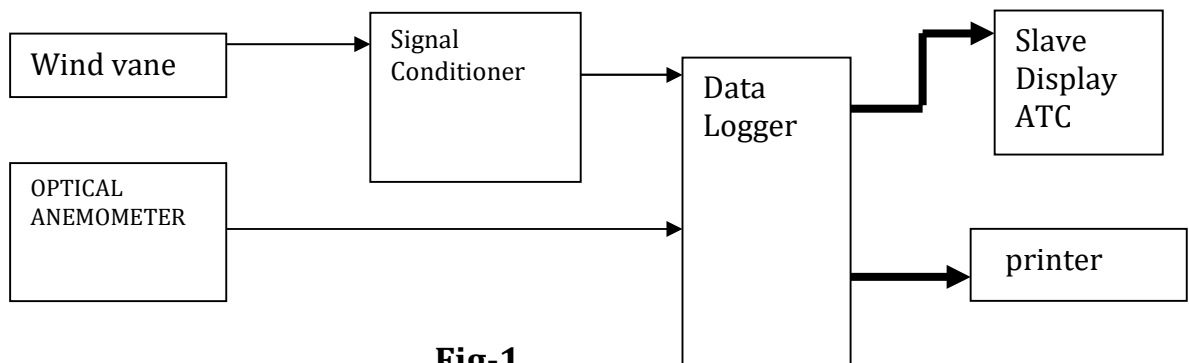 Wind vane
Signal
Conditioner
Data
Logger
Slave
Display
ATC
OPTICAL
ANEMOMETER
printer
Fig-1